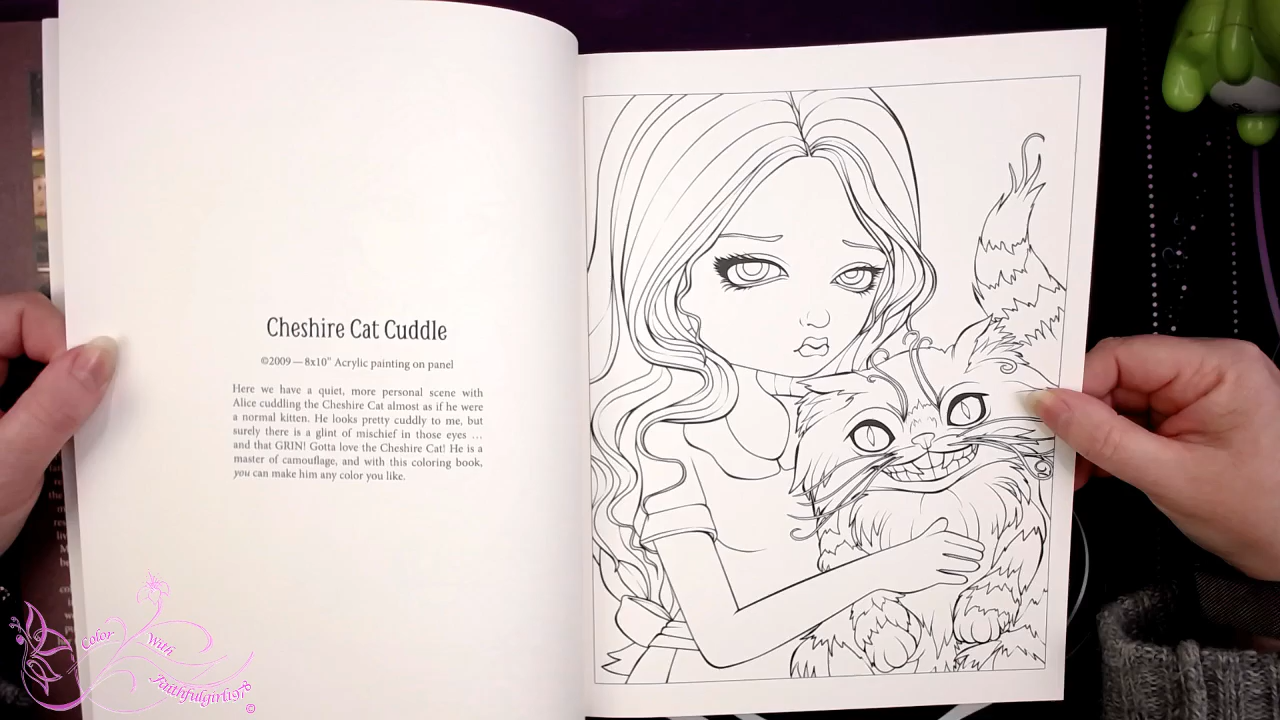 Cheshire Cat Cuddle
©2009 — 8x10" Acrylic painting on panel
Here we have a quiet, more personal scene with
Alice cuddling the Cheshire Cat almost as if he were
a normal kitten. He looks pretty cuddly to me, but
surely there is a glint of mischief in those eyes …
and that GRIN! Gotta love the Cheshire Cat! He is a
master of camouflage, and with this coloring book,
you can make him any color you like.
Color With
Faithfulgirl1978
©